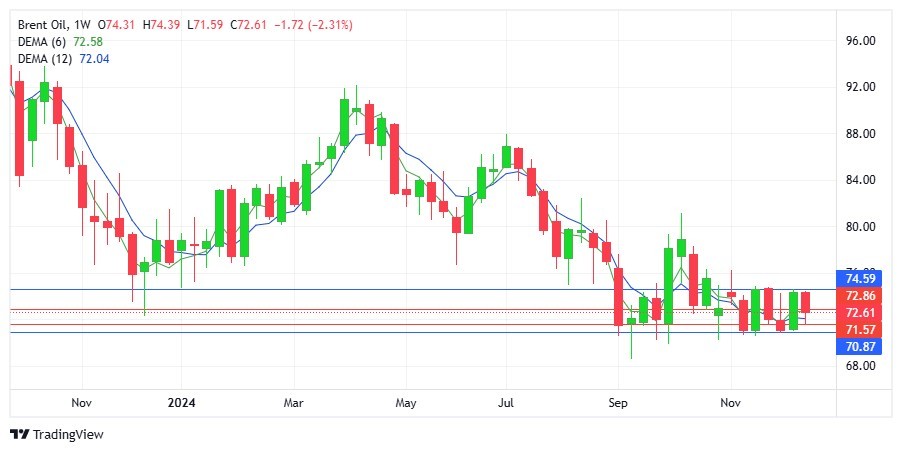 Brent Oil, 1W O74.31 H74.39 L71.59 C72.61 −1.72 (−2.31%)
DEMA (6) 72.58
DEMA (12) 72.04
96.00
92.00
88.00
84.00
80.00
74.59
72.86
72.61
71.57
70.87
68.00
Nov 2024 Mar May Jul Sep Nov
TradingView